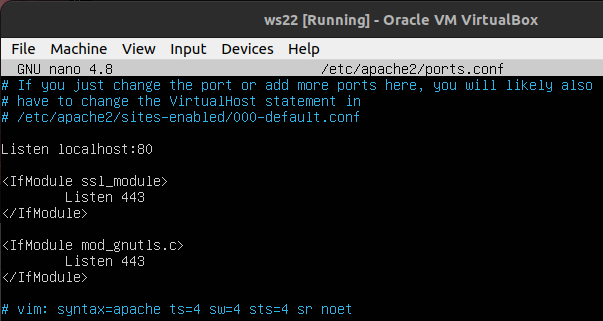 ws22 [Running] - Oracle VM VirtualBox
File Machine View Input Devices Help
GNU nano 4.8 /etc/apache2/ports.conf
# If you just change the port or add more ports here, you will likely also
# have to change the VirtualHost statement in
# /etc/apache2/sites-enabled/000-default.conf
Listen localhost:80
<IfModule ssl_module>
Listen 443
</IfModule>
<IfModule mod_gnutls.c>
Listen 443
</IfModule>
# vim: syntax=apache ts=4 sw=4 sts=4 sr noet